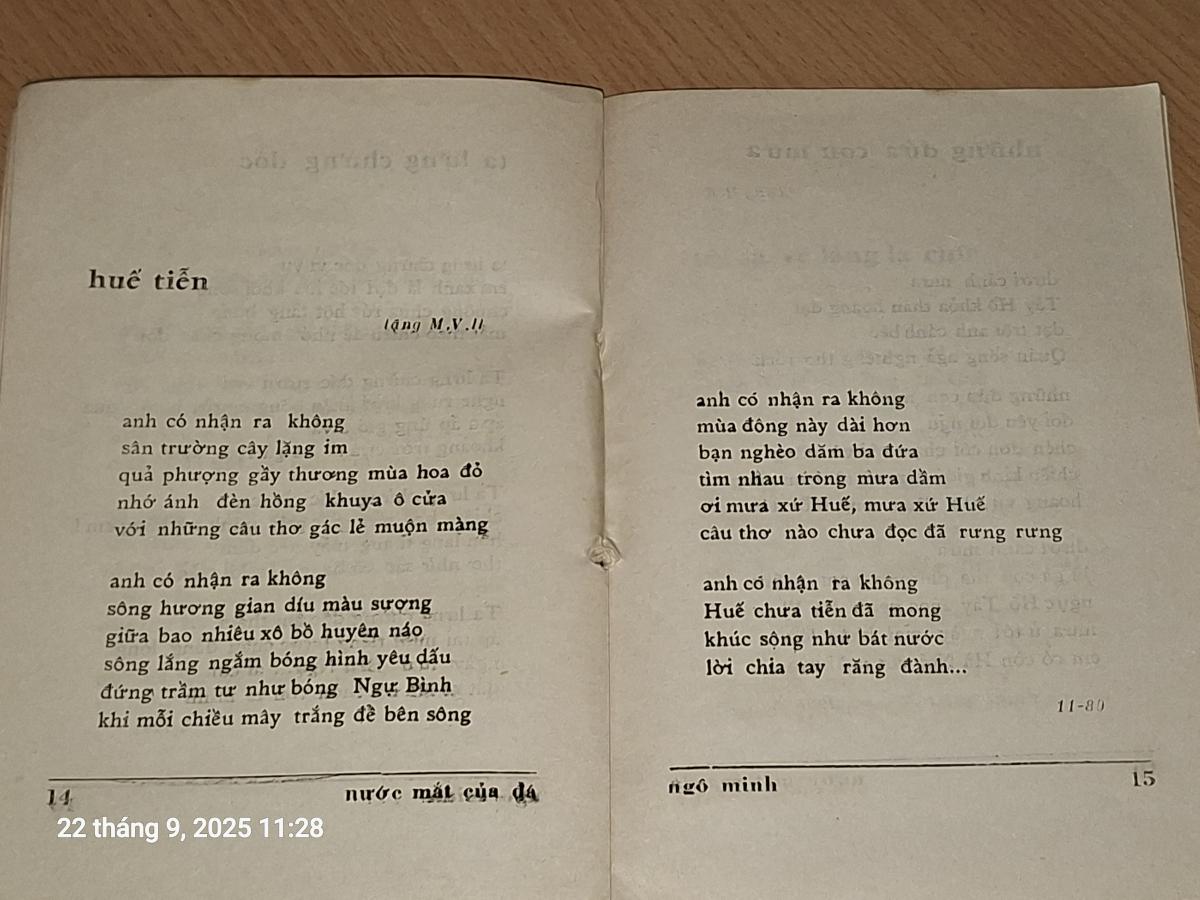 huế tiễn
tặng M.V.
anh có nhận ra không
sân trường cây lặng im
quả phượng gầy thương mùa hoa đỏ
nhớ ánh đèn hồng khuya ô cửa
với những câu thơ gác lẻ muộn màng
anh có nhận ra không
sông hương gian díu màu sượng
giữa bao nhiêu xô bồ huyên náo
sông lắng ngắm bóng hình yêu dấu
đứng trầm tư như bóng Ngự Bình
khi mỗi chiều mây trắng đề bên sông
14 nước mắt của đá
anh có nhận ra không
mùa đông này dài hơn
bạn nghèo dăm ba đứa
tìm nhau trong mưa dầm
ơi mưa xứ Huế, mưa xứ Huế
câu thơ nào chưa đọc đã rưng rưng
anh có nhận ra không
Huế chưa tiễn đã mong
khúc sông như bát nước
lời chia tay răng đành...
11-80
ngô minh 15
22 tháng 9, 2025 11:28